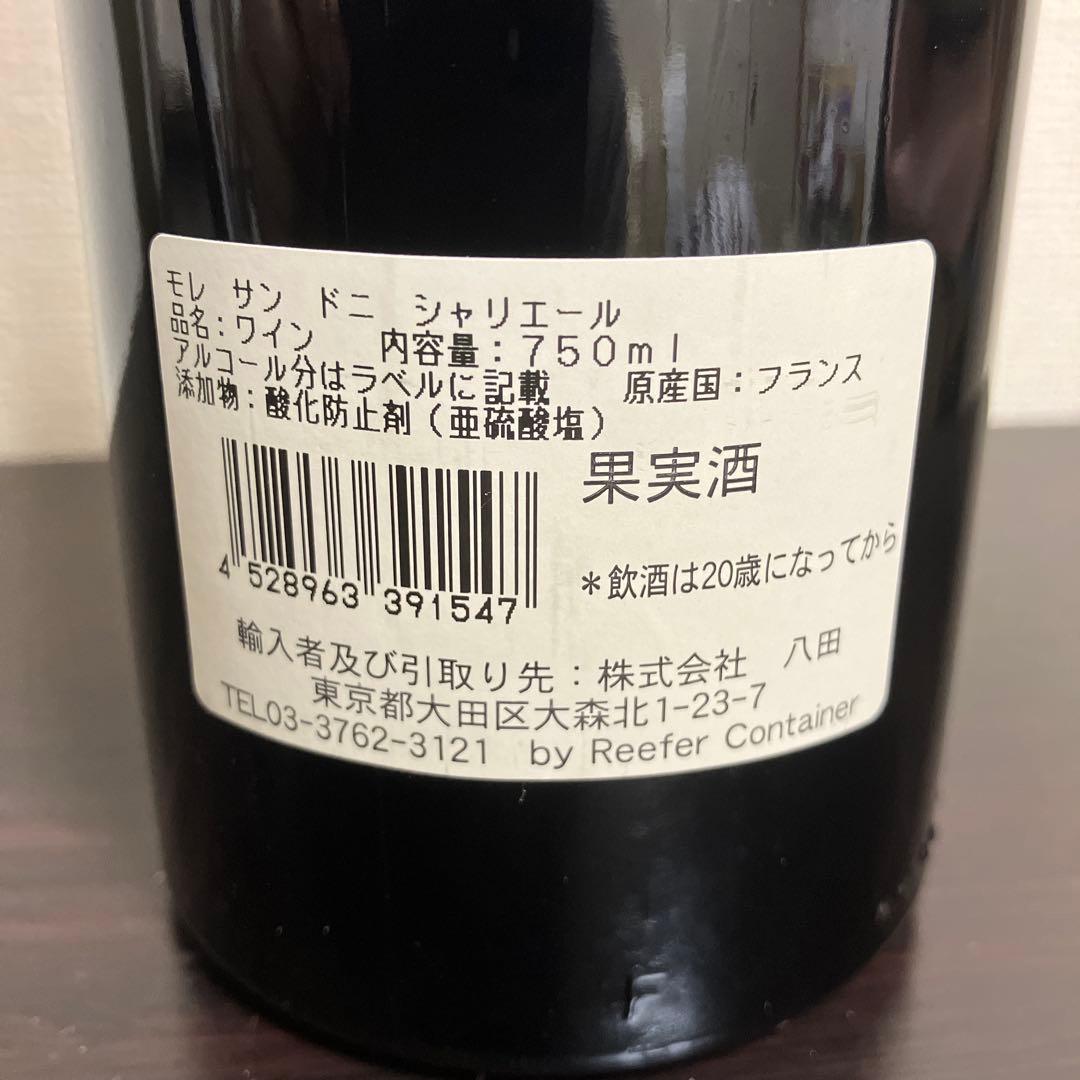 モレ サン ドニ シャリエール
品名：ワイン 内容量：７５０ｍｌ
アルコール分はラベルに記載 原産国：フランス
添加物：酸化防止剤（亜硫酸塩）
果実酒
4 528963 391547
＊飲酒は20歳になってから
輸入者及び引取り先：株式会社 八田
東京都大田区大森北1-23-7
TEL03-3762-3121 by Reefer Container
F